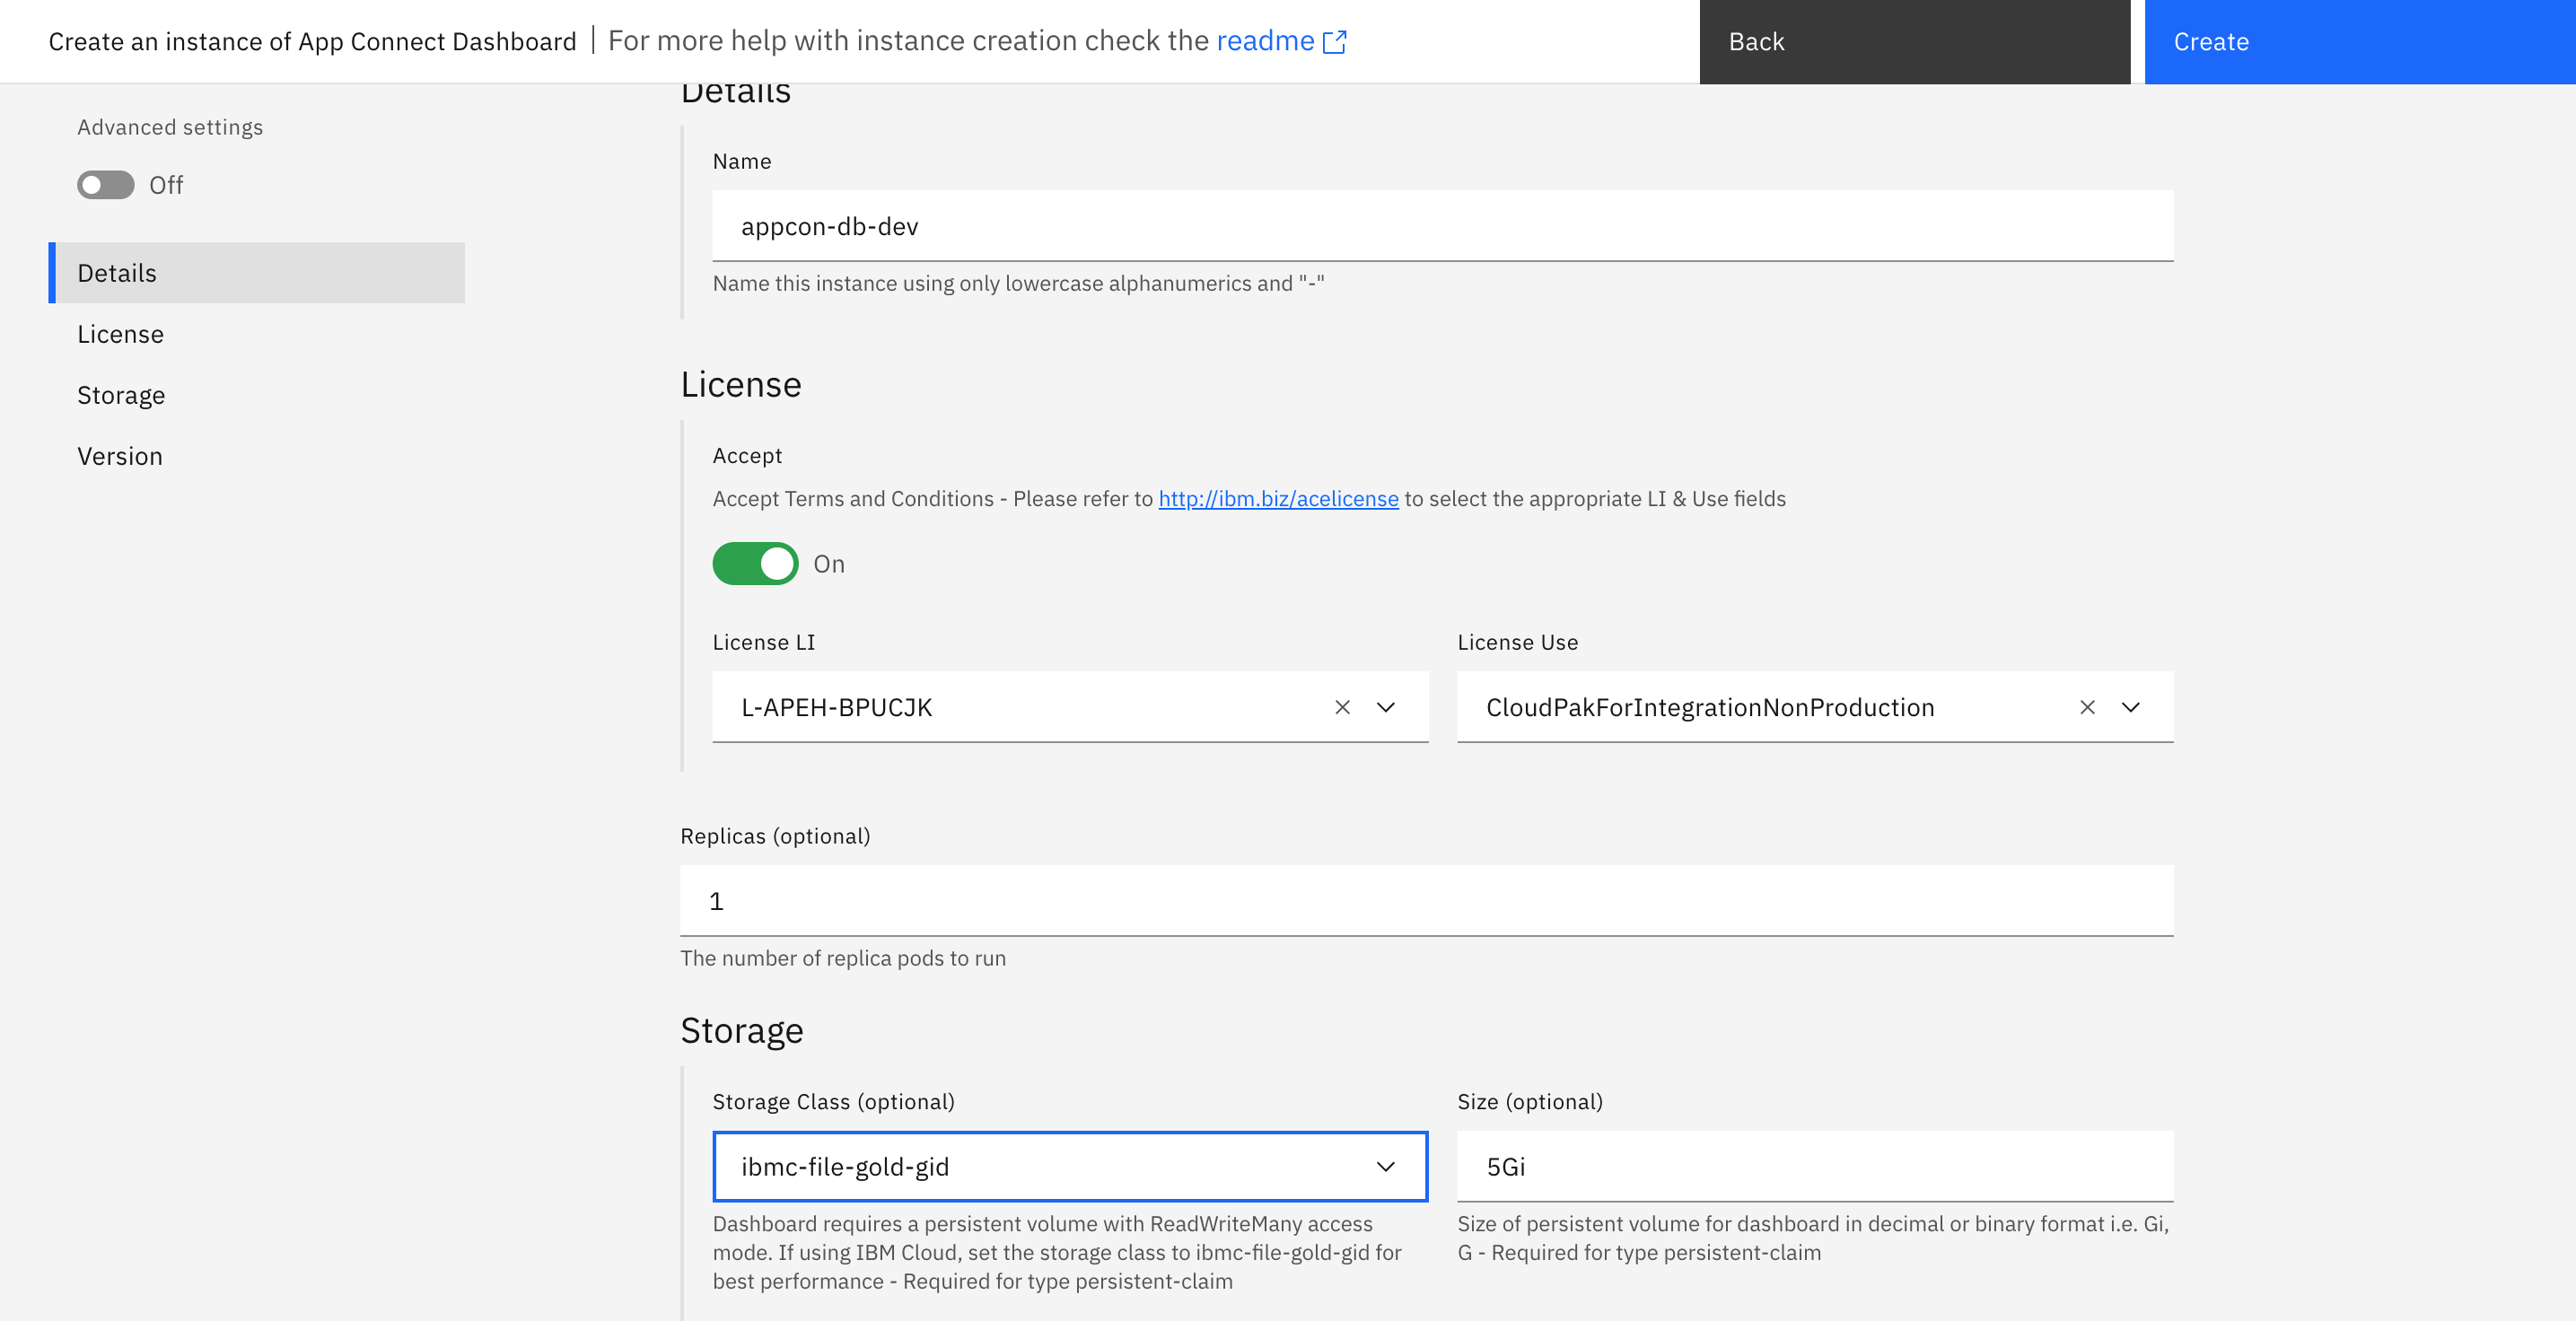 Create an instance of App Connect Dashboard | For more help with instance creation check the readme
Back
Create
Advanced settings
Off
Details
License
Storage
Version
Details
Name
appcon-db-dev
Name this instance using only lowercase alphanumerics and "-"
License
Accept
Accept Terms and Conditions - Please refer to http://ibm.biz/acelicense to select the appropriate LI & Use fields
On
License LI
L-APEH-BPUCJK
License Use
CloudPakForIntegrationNonProduction
Replicas (optional)
1
The number of replica pods to run
Storage
Storage Class (optional)
ibmc-file-gold-gid
Dashboard requires a persistent volume with ReadWriteMany access
mode. If using IBM Cloud, set the storage class to ibmc-file-gold-gid for
best performance - Required for type persistent-claim
Size (optional)
5Gi
Size of persistent volume for dashboard in decimal or binary format i.e. Gi,
G - Required for type persistent-claim